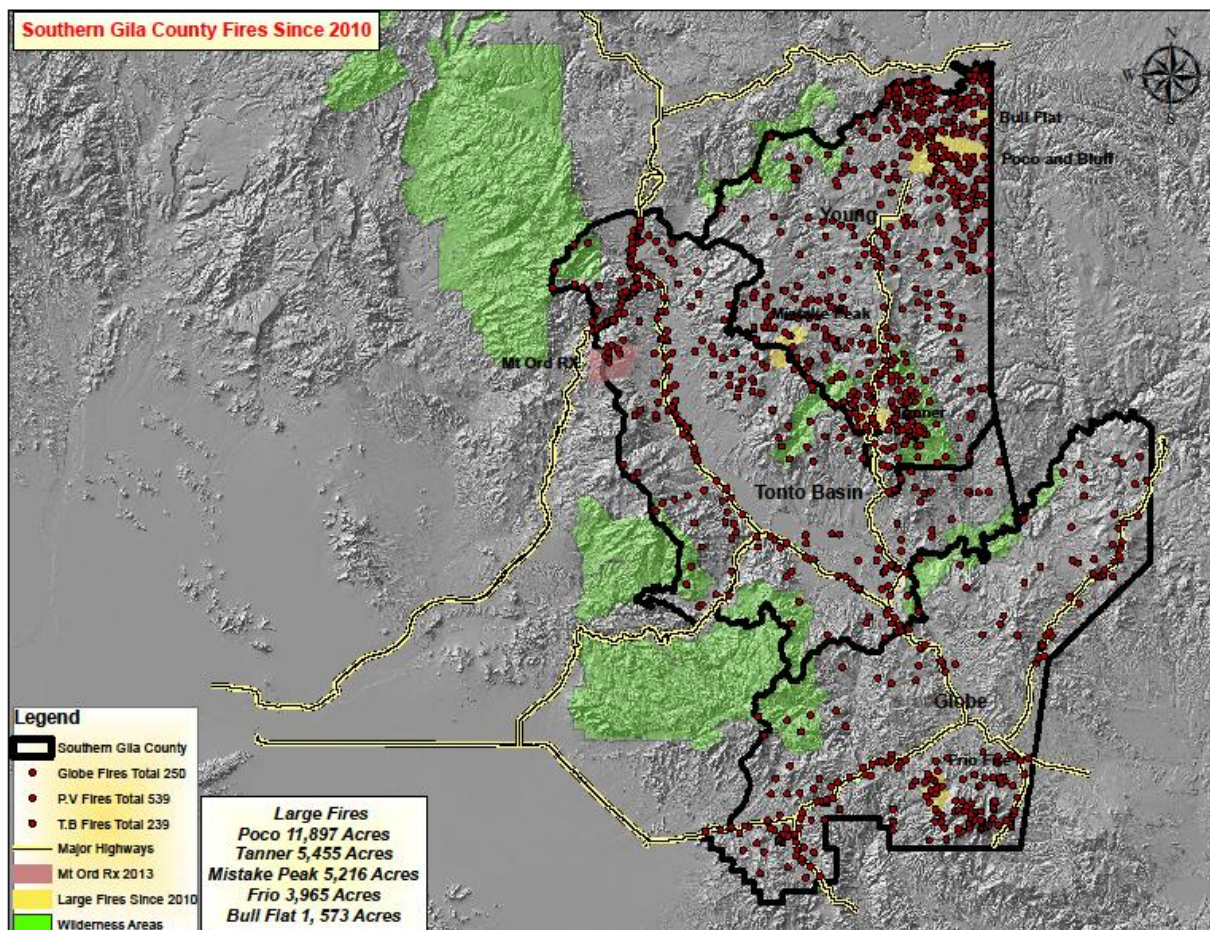 Southern Gila County Fires Since 2010
N
W
E
S
Bull Flat
Poco and Bluff
Young
Mistake Peak
Mt Ord RX
Tanner
Tonto Basin
Globe
Frio Fire
Legend
Southern Gila County
Globe Fires Total 250
P.V Fires Total 539
T.B Fires Total 239
Major Highways
Mt Ord Rx 2013
Large Fires Since 2010
Wilderness Areas
Large Fires
Poco 11,897 Acres
Tanner 5,455 Acres
Mistake Peak 5,216 Acres
Frio 3,965 Acres
Bull Flat 1, 573 Acres